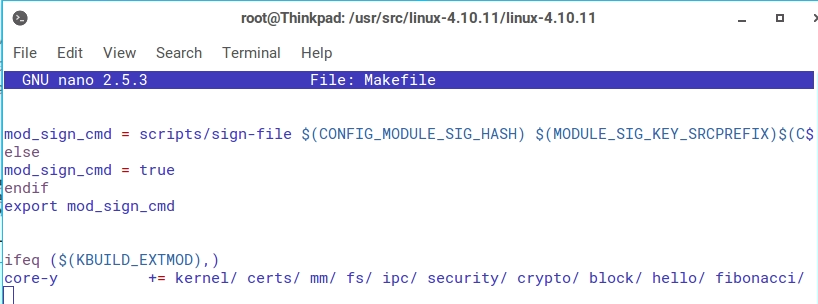 root@Thinkpad: /usr/src/linux-4.10.11/linux-4.10.11
File Edit View Search Terminal Help
GNU nano 2.5.3 File: Makefile
mod_sign_cmd = scripts/sign-file $(CONFIG_MODULE_SIG_HASH) $(MODULE_SIG_KEY_SRCPREFIX)$(C$
else
mod_sign_cmd = true
endif
export mod_sign_cmd
ifeq ($(KBUILD_EXTMOD),)
core-y += kernel/ certs/ mm/ fs/ ipc/ security/ crypto/ block/ hello/ fibonacci/